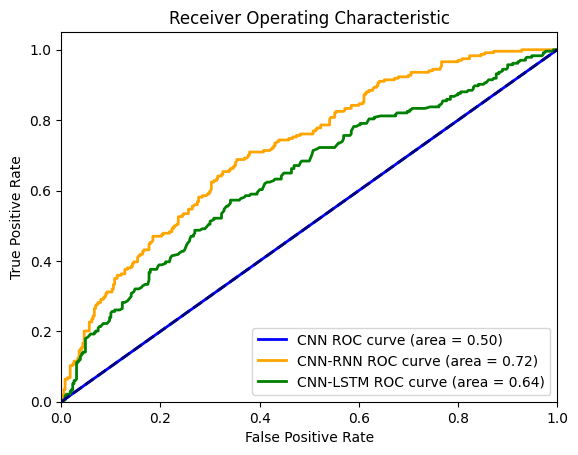 Receiver Operating Characteristic
True Positive Rate
1.0
0.8
0.6
0.4
0.2
0.0
CNN ROC curve (area = 0.50)
CNN-RNN ROC curve (area = 0.72)
CNN-LSTM ROC curve (area = 0.64)
0.0 0.2 0.4 0.6 0.8 1.0
False Positive Rate